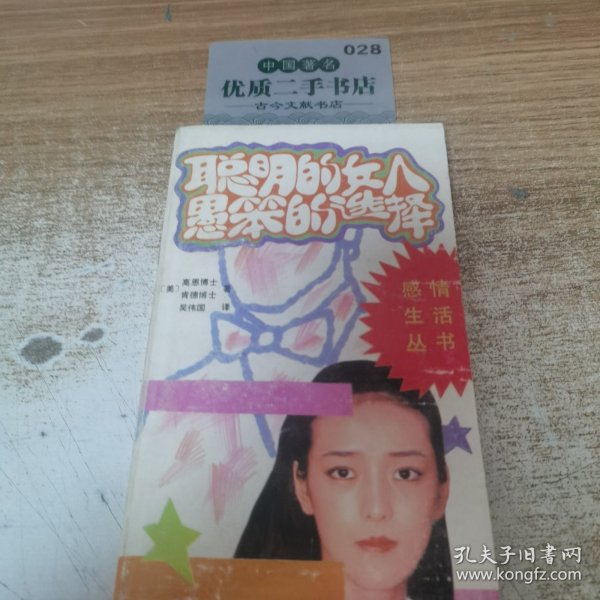 028
中国著名
优质二手书店
古今文献书店
聪明的女人
愚笨的选择
[美] 高恩博士 著
肯德博士
吴伟国 译
感情
生活
丛书
孔夫子旧书网
www.kongfz.com